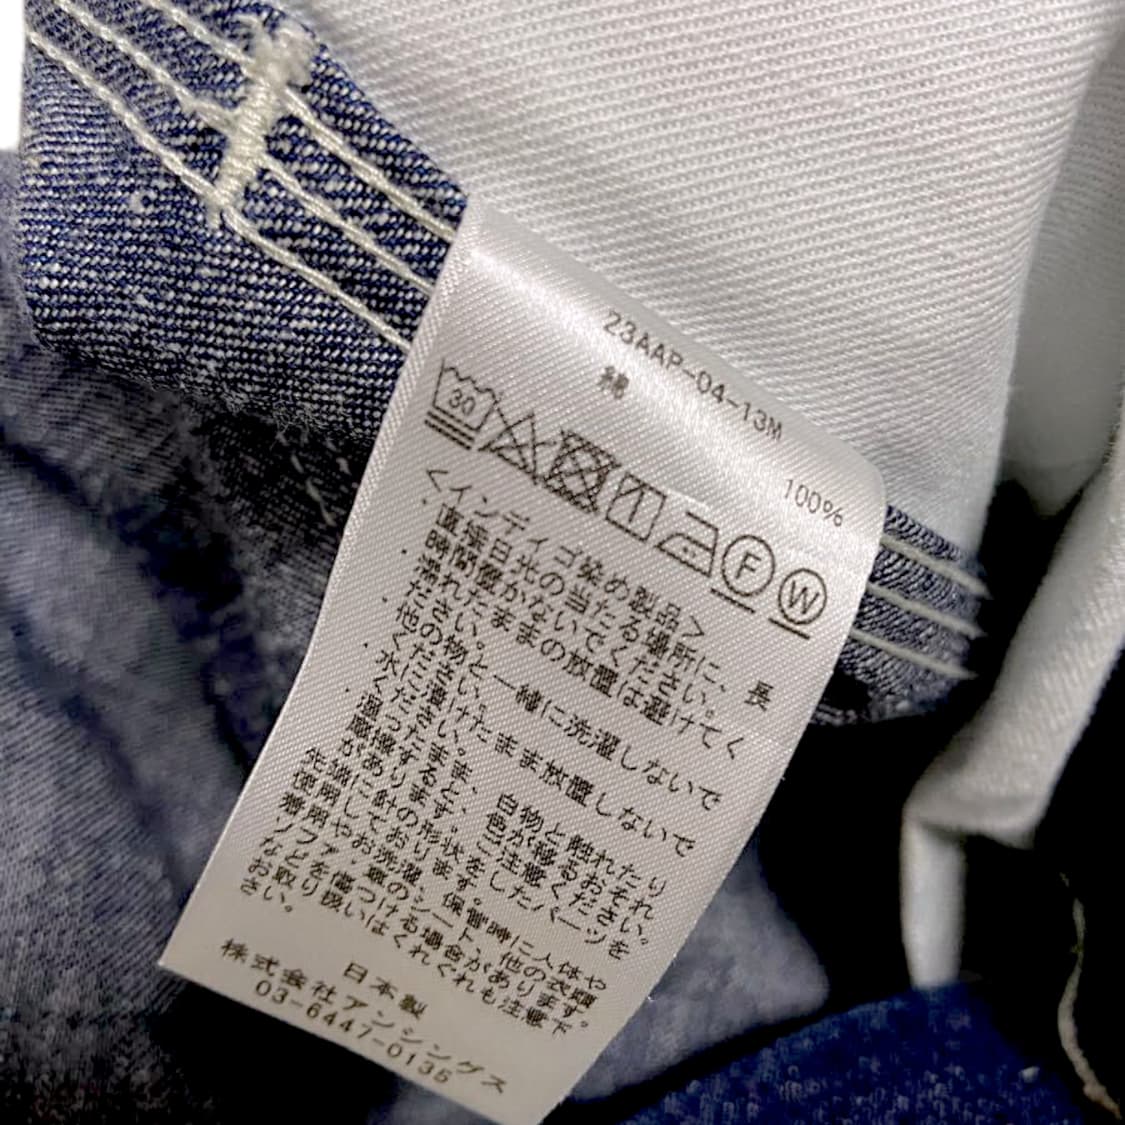 23AAP-04-13M
綿 100%
30
F W
<インディゴ染め製品>
・直接日光の当たる場所に、長
時間置かないでください。
・濡れたままの放置は避けてく
ださい。
・他の物と一緒に洗濯しないで
ください。
・水に漬けたまま放置しないで
ください。
・湿ったまま、白物と触れたり
摩擦すると、色が移るおそれ
があります。ご注意ください。
先端に針の形状をしたパーツを
使用しております。
着用やお洗濯、保管時に人体や
ソファ・車のシート、他の衣類
などを傷つける場合があります。
お取り扱いはくれぐれも注意下
さい。
日本製
株式会社アンシングス
03-6447-0135